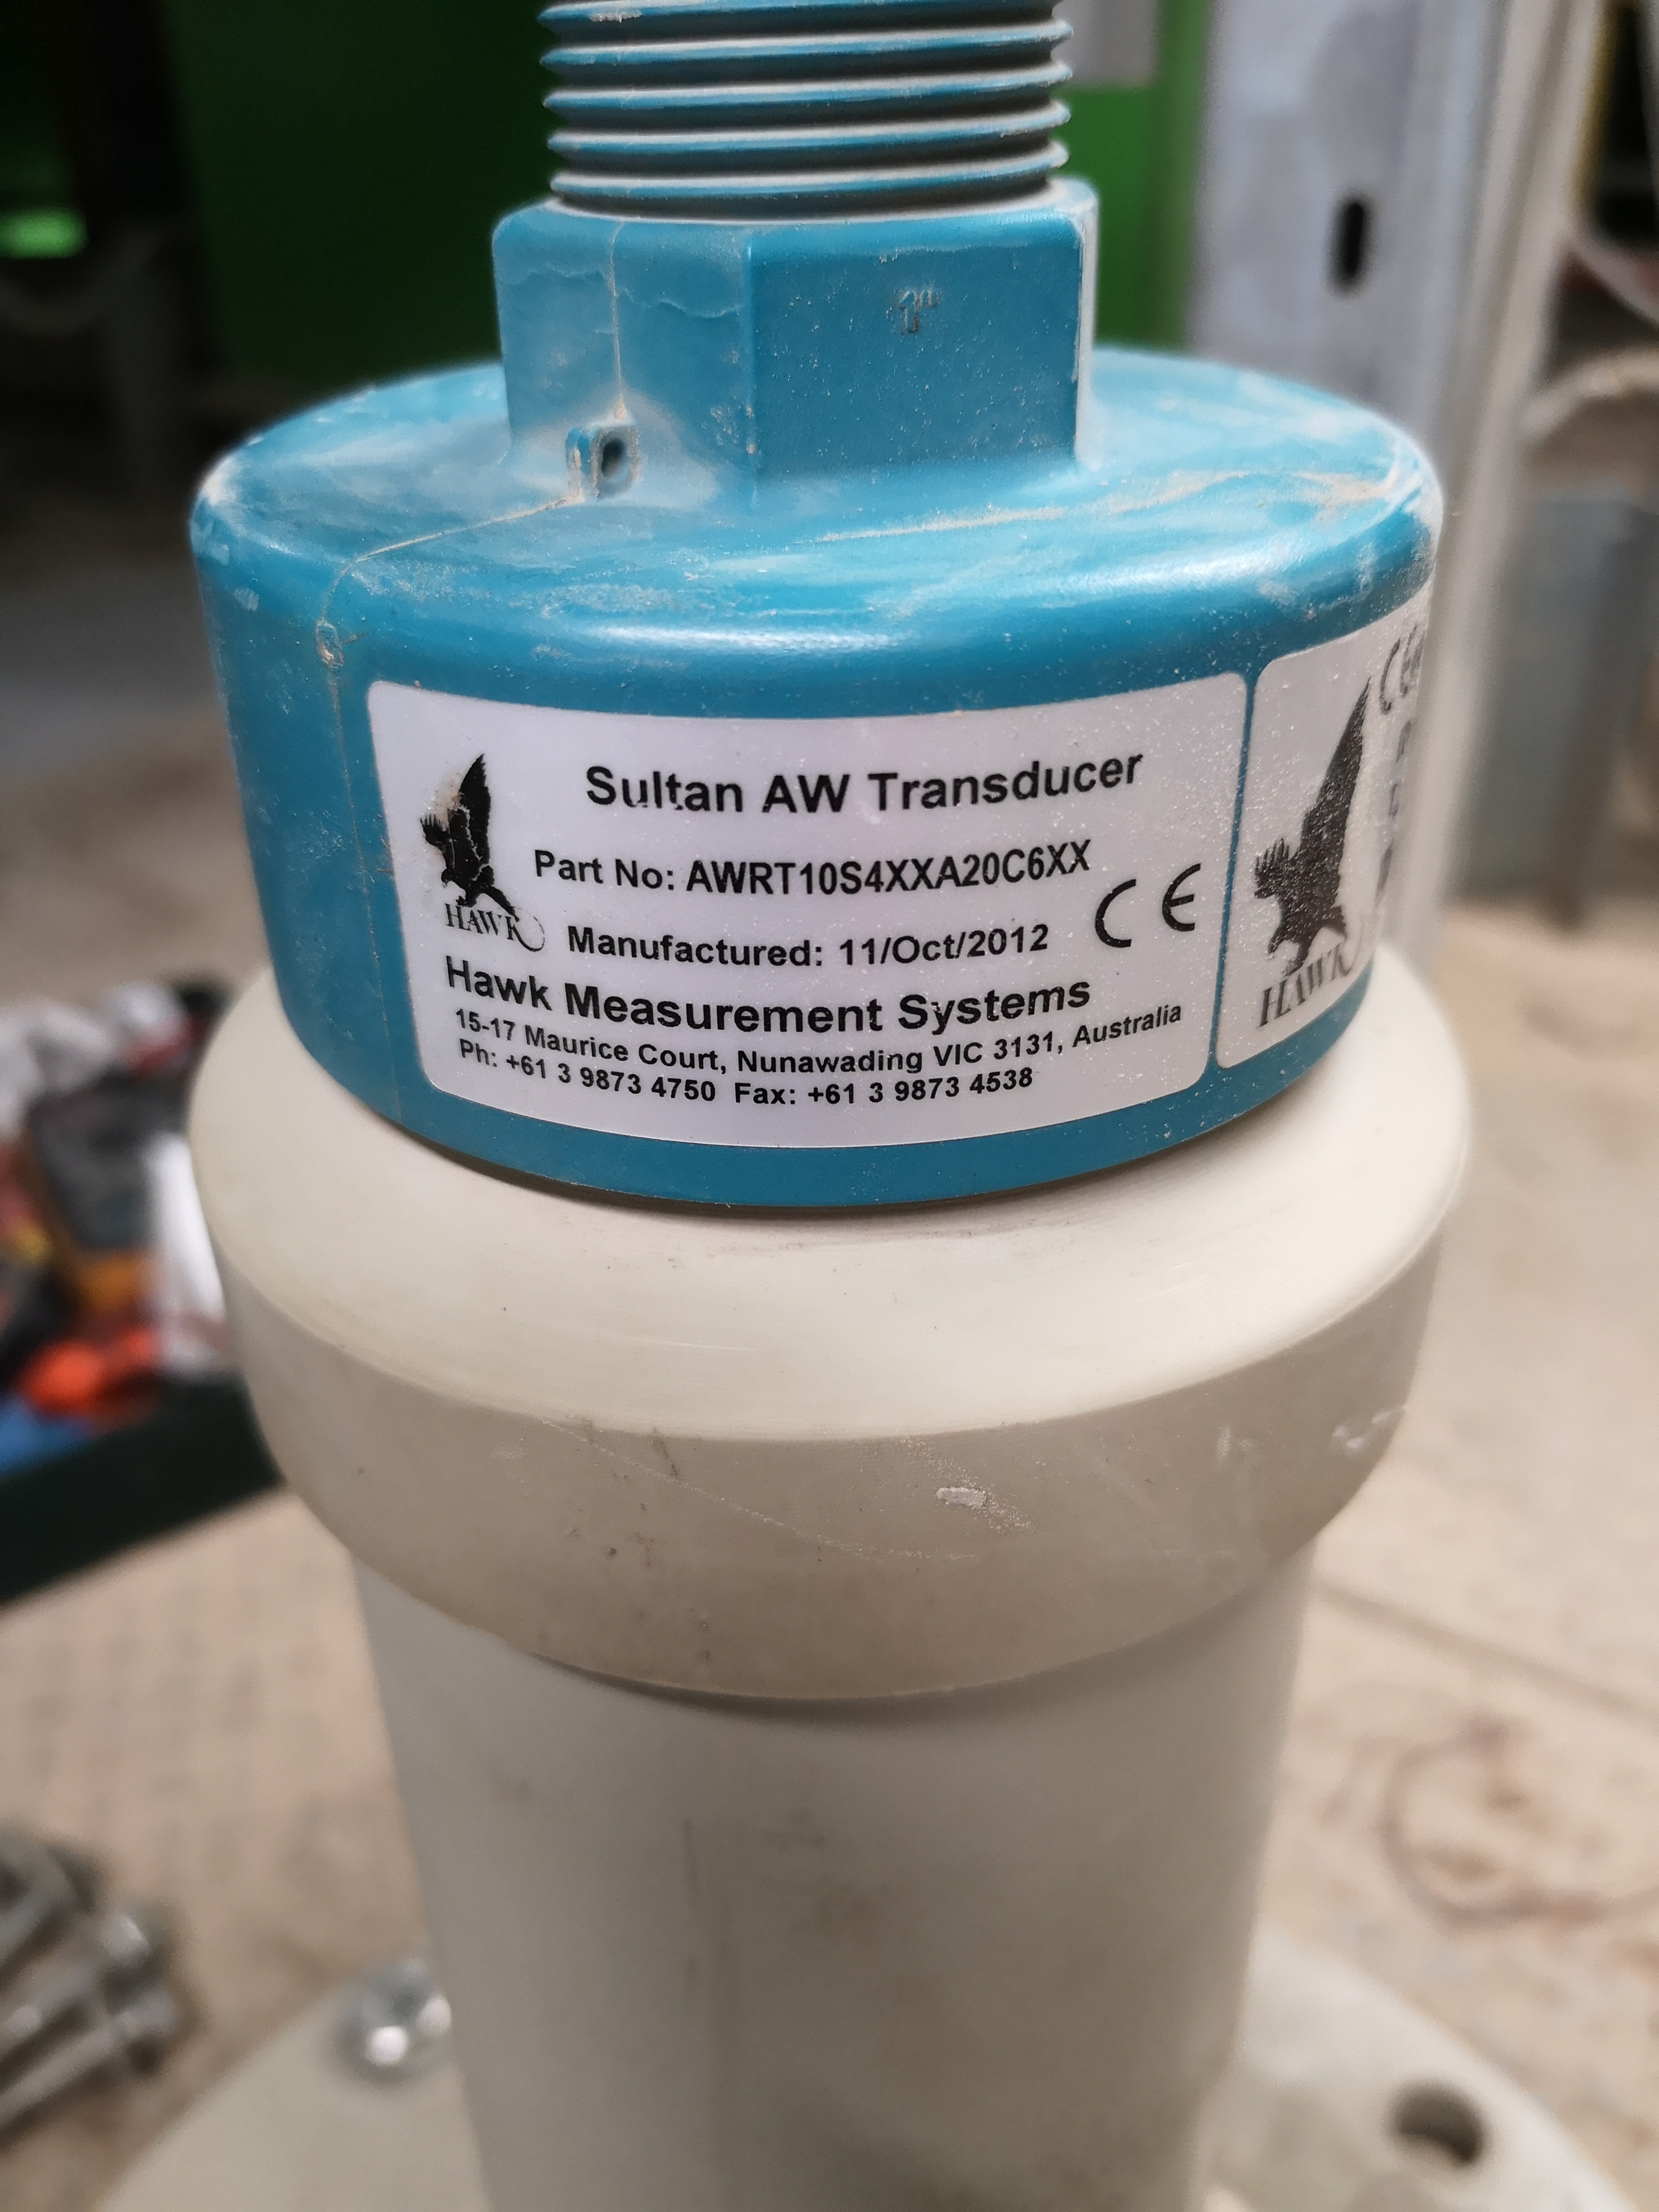 1"
Sultan AW Transducer
Part No: AWRT10S4XXA20C6XX
HAWK
Manufactured: 11/Oct/2012 CE
Hawk Measurement Systems
15-17 Maurice Court, Nunawading VIC 3131, Australia
Ph: +61 3 9873 4750 Fax: +61 3 9873 4538
HAWK